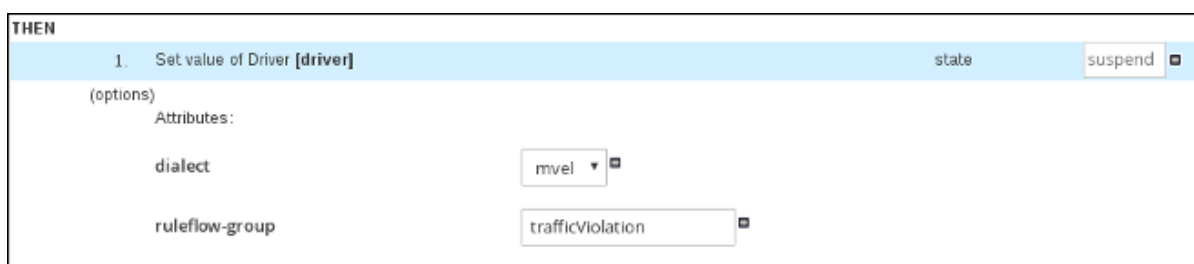 THEN
1. Set value of Driver [driver] state suspend
(options)
Attributes:
dialect mvel
ruleflow-group trafficViolation